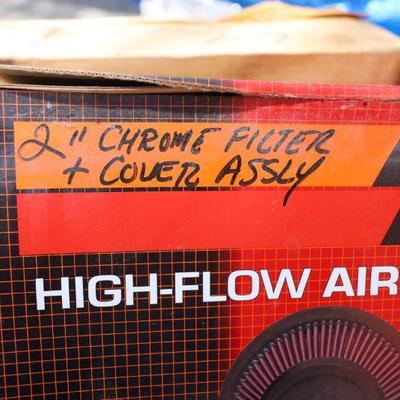 2" CHROME FILTER
+ COVER ASSLY
HIGH-FLOW AIR